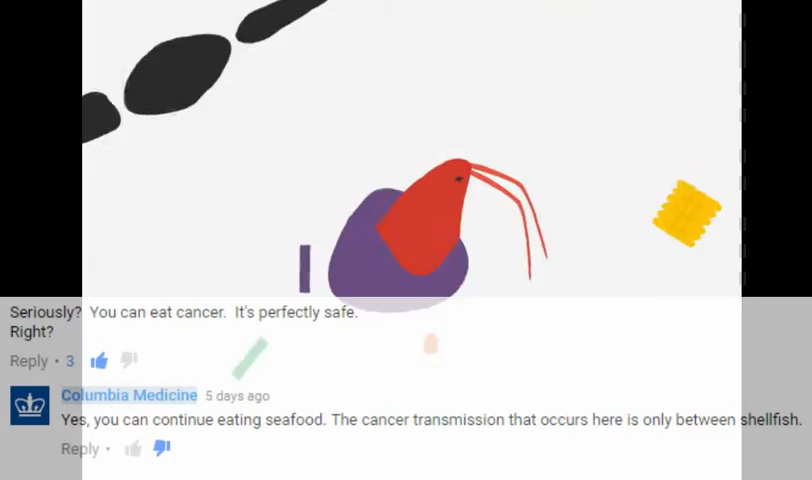 Seriously?  You can eat cancer.  It's perfectly safe.
Right?
Reply • 3
Columbia Medicine 5 days ago
Yes, you can continue eating seafood. The cancer transmission that occurs here is only between shellfish.
Reply •